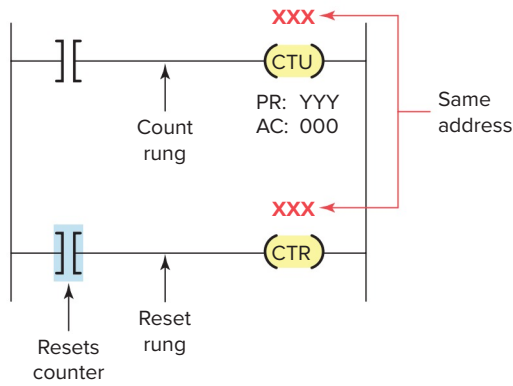 XXX
CTU
PR: YYY
AC: 000
Count
rung
Same
address
XXX
CTR
Reset
rung
Resets
counter